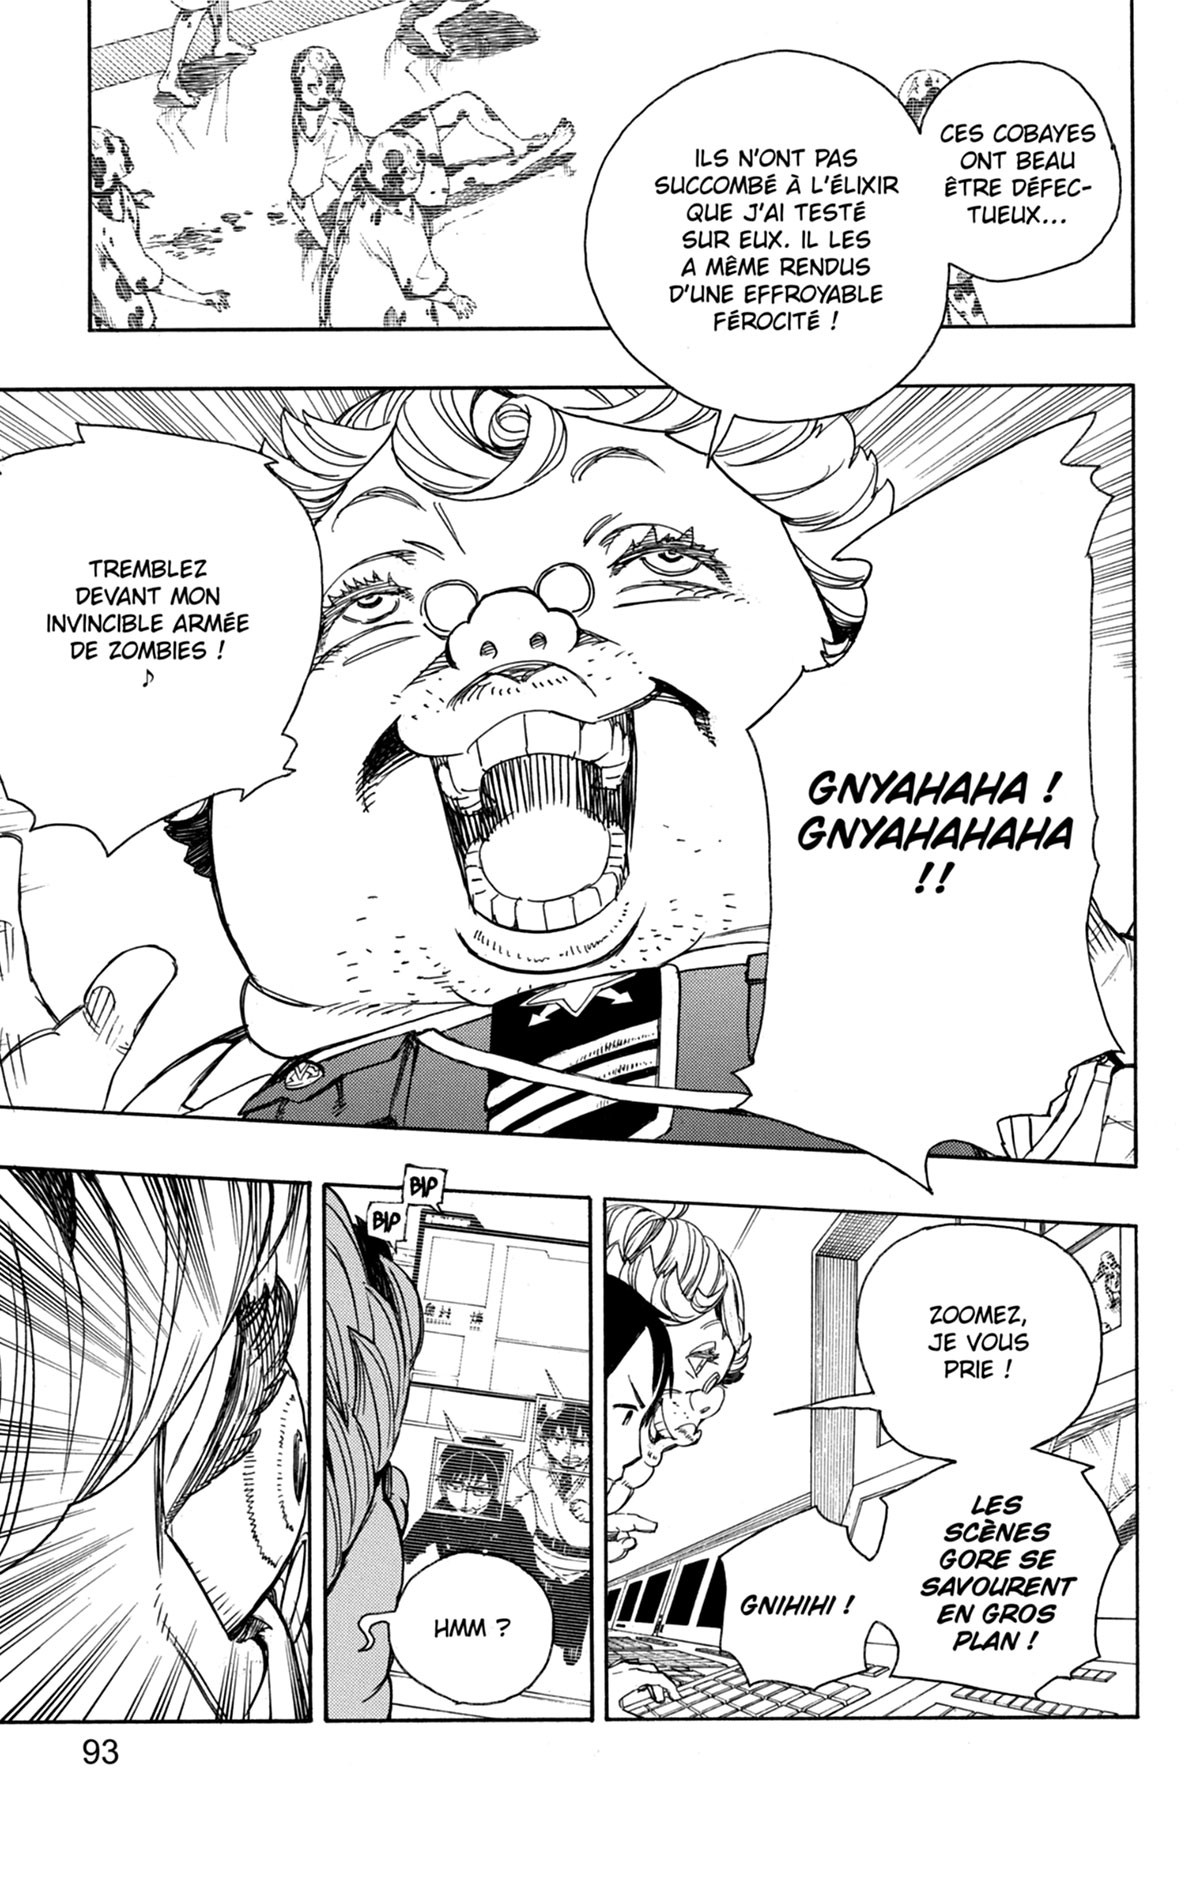 CES COBAYES
ONT BEAU
ÊTRE DÉFEC-
TUEUX...
ILS N'ONT PAS
SUCCOMBÉ À L'ÉLIXIR
QUE J'AI TESTÉ
SUR EUX. IL LES
A MÊME RENDUS
D'UNE EFFROYABLE
FÉROCITÉ !
GNYAHAHA !
GNYAHAHAHA
!!
TREMBLEZ
DEVANT MON
INVINCIBLE ARMÉE
DE ZOMBIES !
♪
ZOOMEZ,
JE VOUS
PRIE !
LES
SCÈNES
GORE SE
SAVOURENT
EN GROS
PLAN !
GNIHIHI !
BIP
BIP
HMM ?
93